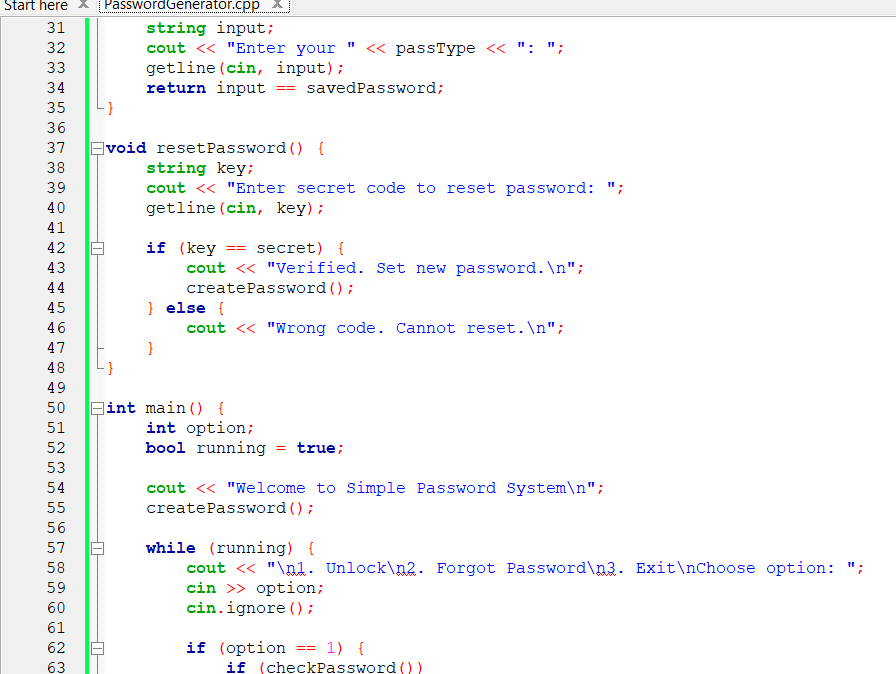 Start here X PasswordGenerator.cpp X
31 string input;
32 cout << "Enter your " << passType << ": ";
33 getline(cin, input);
34 return input == savedPassword;
35 }
36
37 void resetPassword() {
38 string key;
39 cout << "Enter secret code to reset password: ";
40 getline(cin, key);
41
42 if (key == secret) {
43 cout << "Verified. Set new password.\n";
44 createPassword();
45 } else {
46 cout << "Wrong code. Cannot reset.\n";
47 }
48 }
49
50 int main() {
51 int option;
52 bool running = true;
53
54 cout << "Welcome to Simple Password System\n";
55 createPassword();
56
57 while (running) {
58 cout << "\n1. Unlock\n2. Forgot Password\n3. Exit\nChoose option: ";
59 cin >> option;
60 cin.ignore();
61
62 if (option == 1) {
63 if (checkPassword())